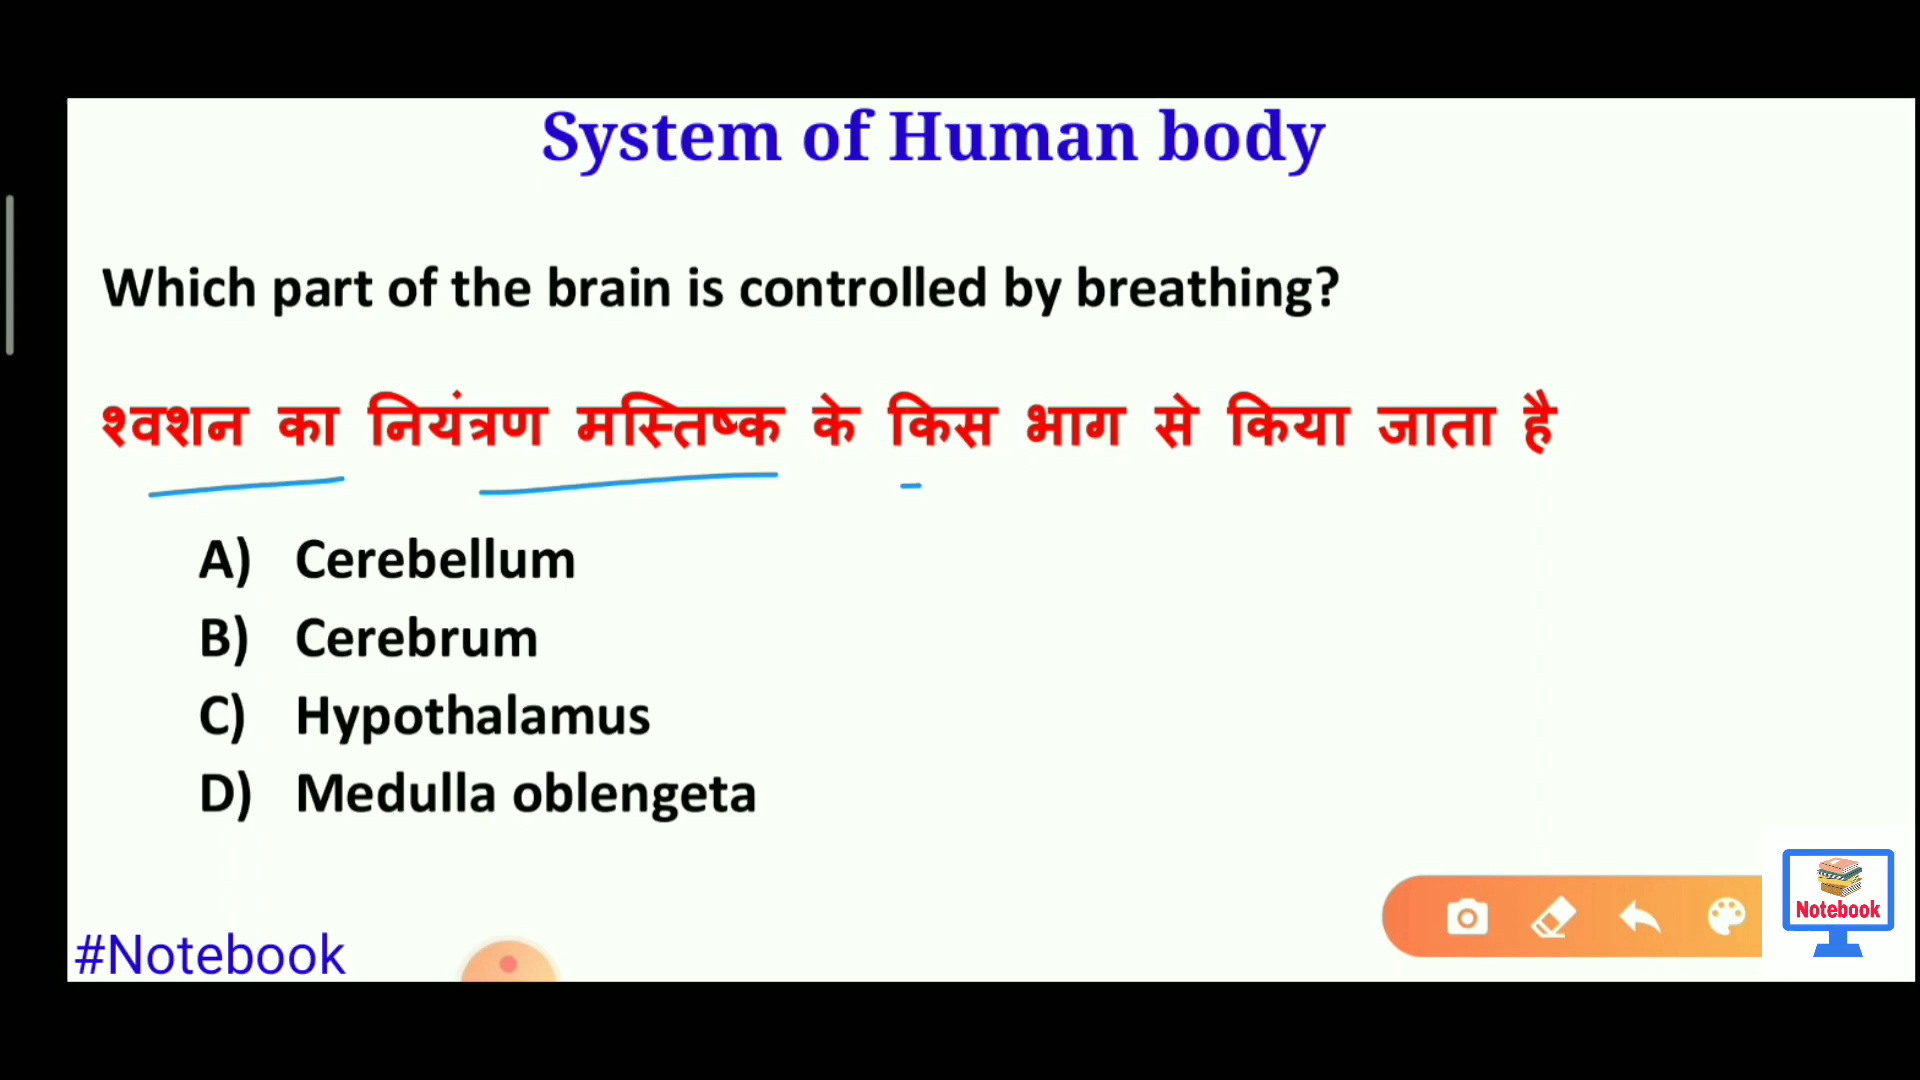 System of Human body
Which part of the brain is controlled by breathing?
श्वशन का नियंत्रण मस्तिष्क के किस भाग से किया जाता है
A) Cerebellum
B) Cerebrum
C) Hypothalamus
D) Medulla oblengeta
Notebook
#Notebook